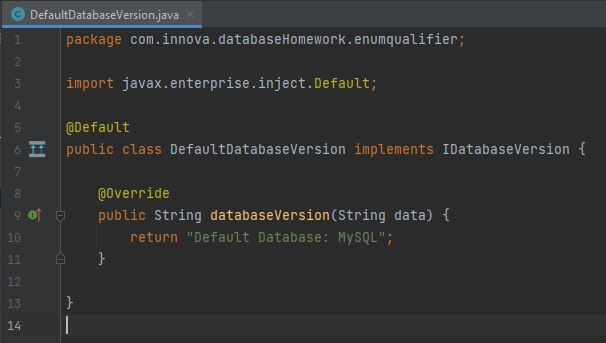 DefaultDatabaseVersion.java
1 package com.innova.databaseHomework.enumqualifier;
2
3 import javax.enterprise.inject.Default;
4
5 @Default
6 public class DefaultDatabaseVersion implements IDatabaseVersion {
7
8 @Override
9 public String databaseVersion(String data) {
10 return "Default Database: MySQL";
11 }
12
13 }
14